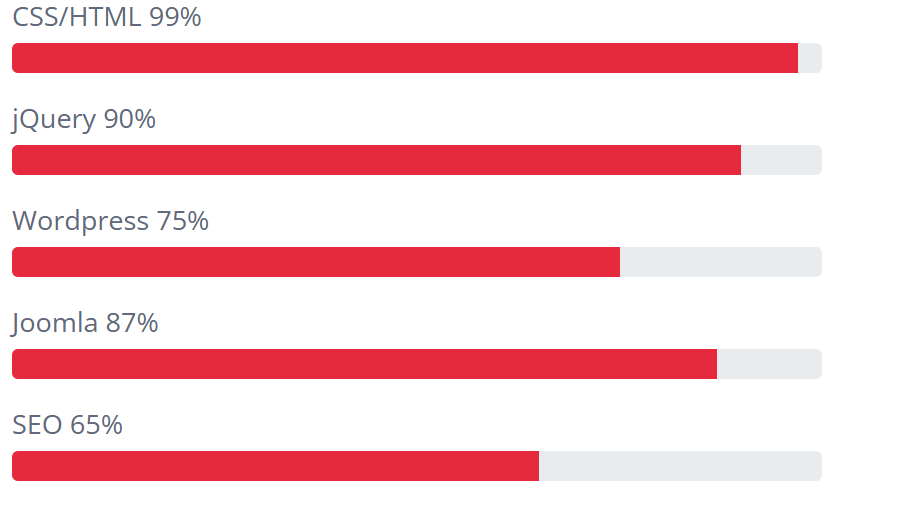 CSS/HTML 99%
jQuery 90%
Wordpress 75%
Joomla 87%
SEO 65%